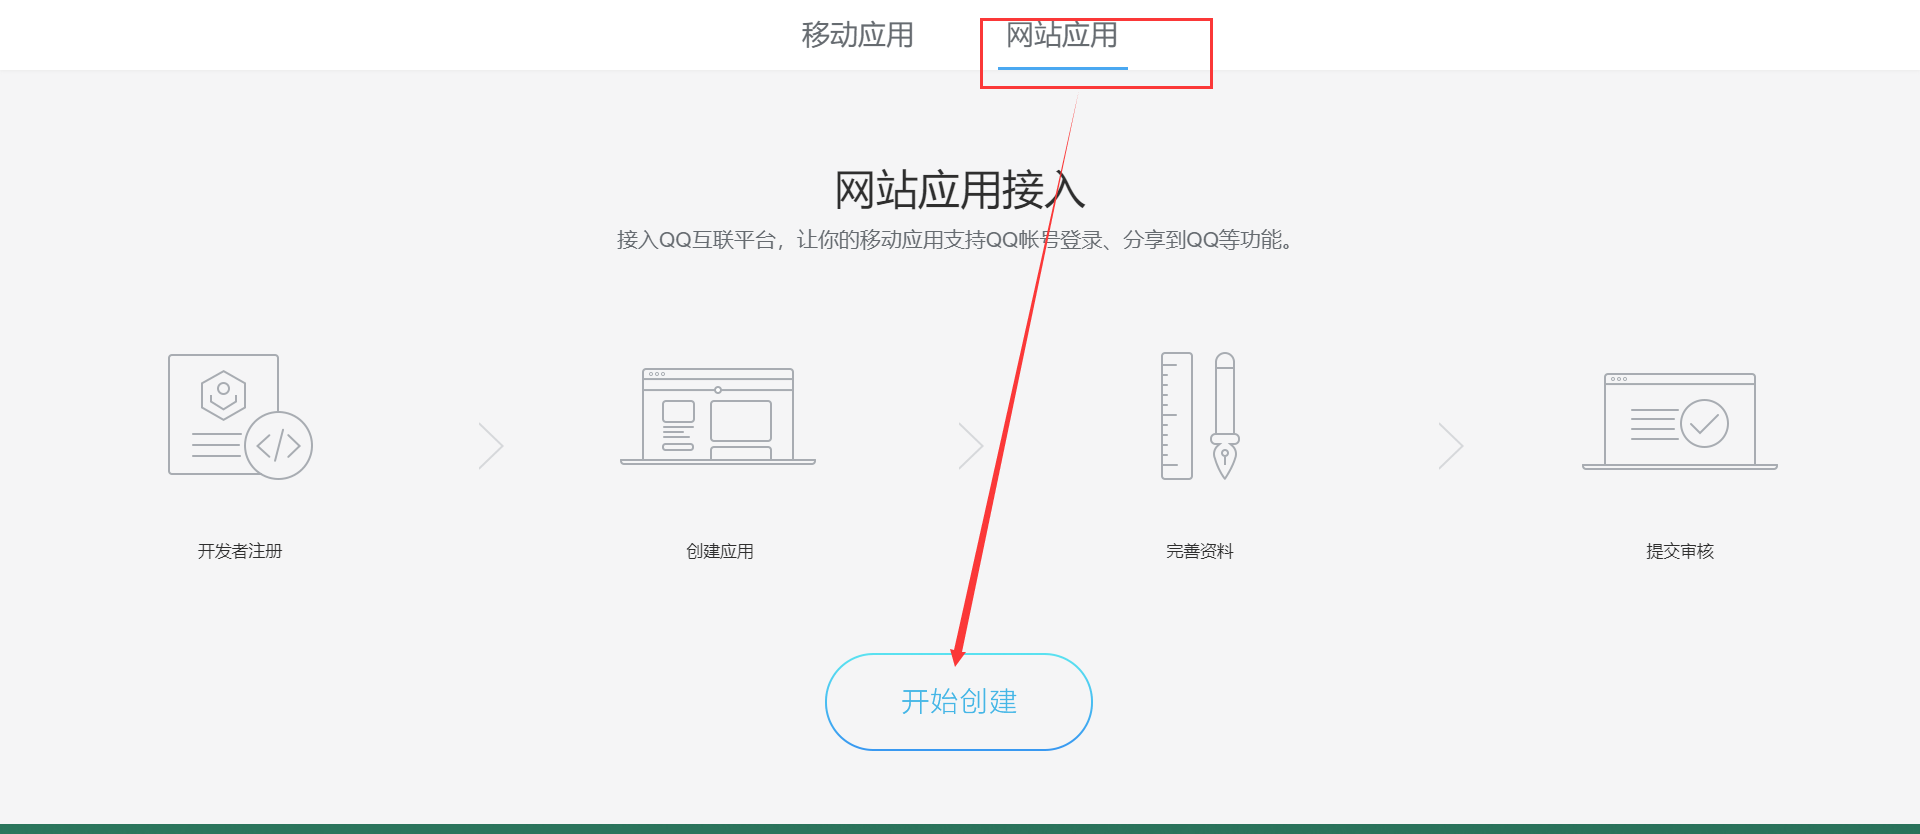 移动应用 网站应用
网站应用接入
接入QQ互联平台，让你的移动应用支持QQ帐号登录、分享到QQ等功能。
</>
开发者注册 创建应用 完善资料 提交审核
开始创建